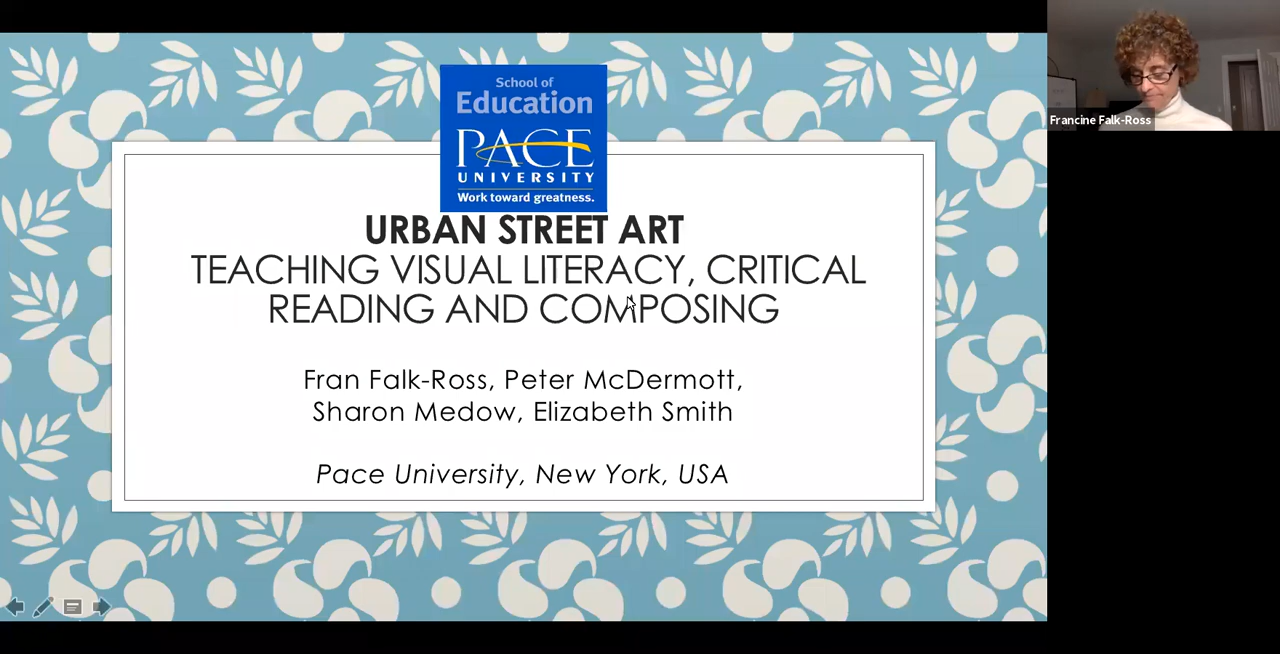 School of
Education
PACE
UNIVERSITY
Work toward greatness.
URBAN STREET ART
TEACHING VISUAL LITERACY, CRITICAL
READING AND COMPOSING
Fran Falk-Ross, Peter McDermott,
Sharon Medow, Elizabeth Smith
Pace University, New York, USA
Francine Falk-Ross